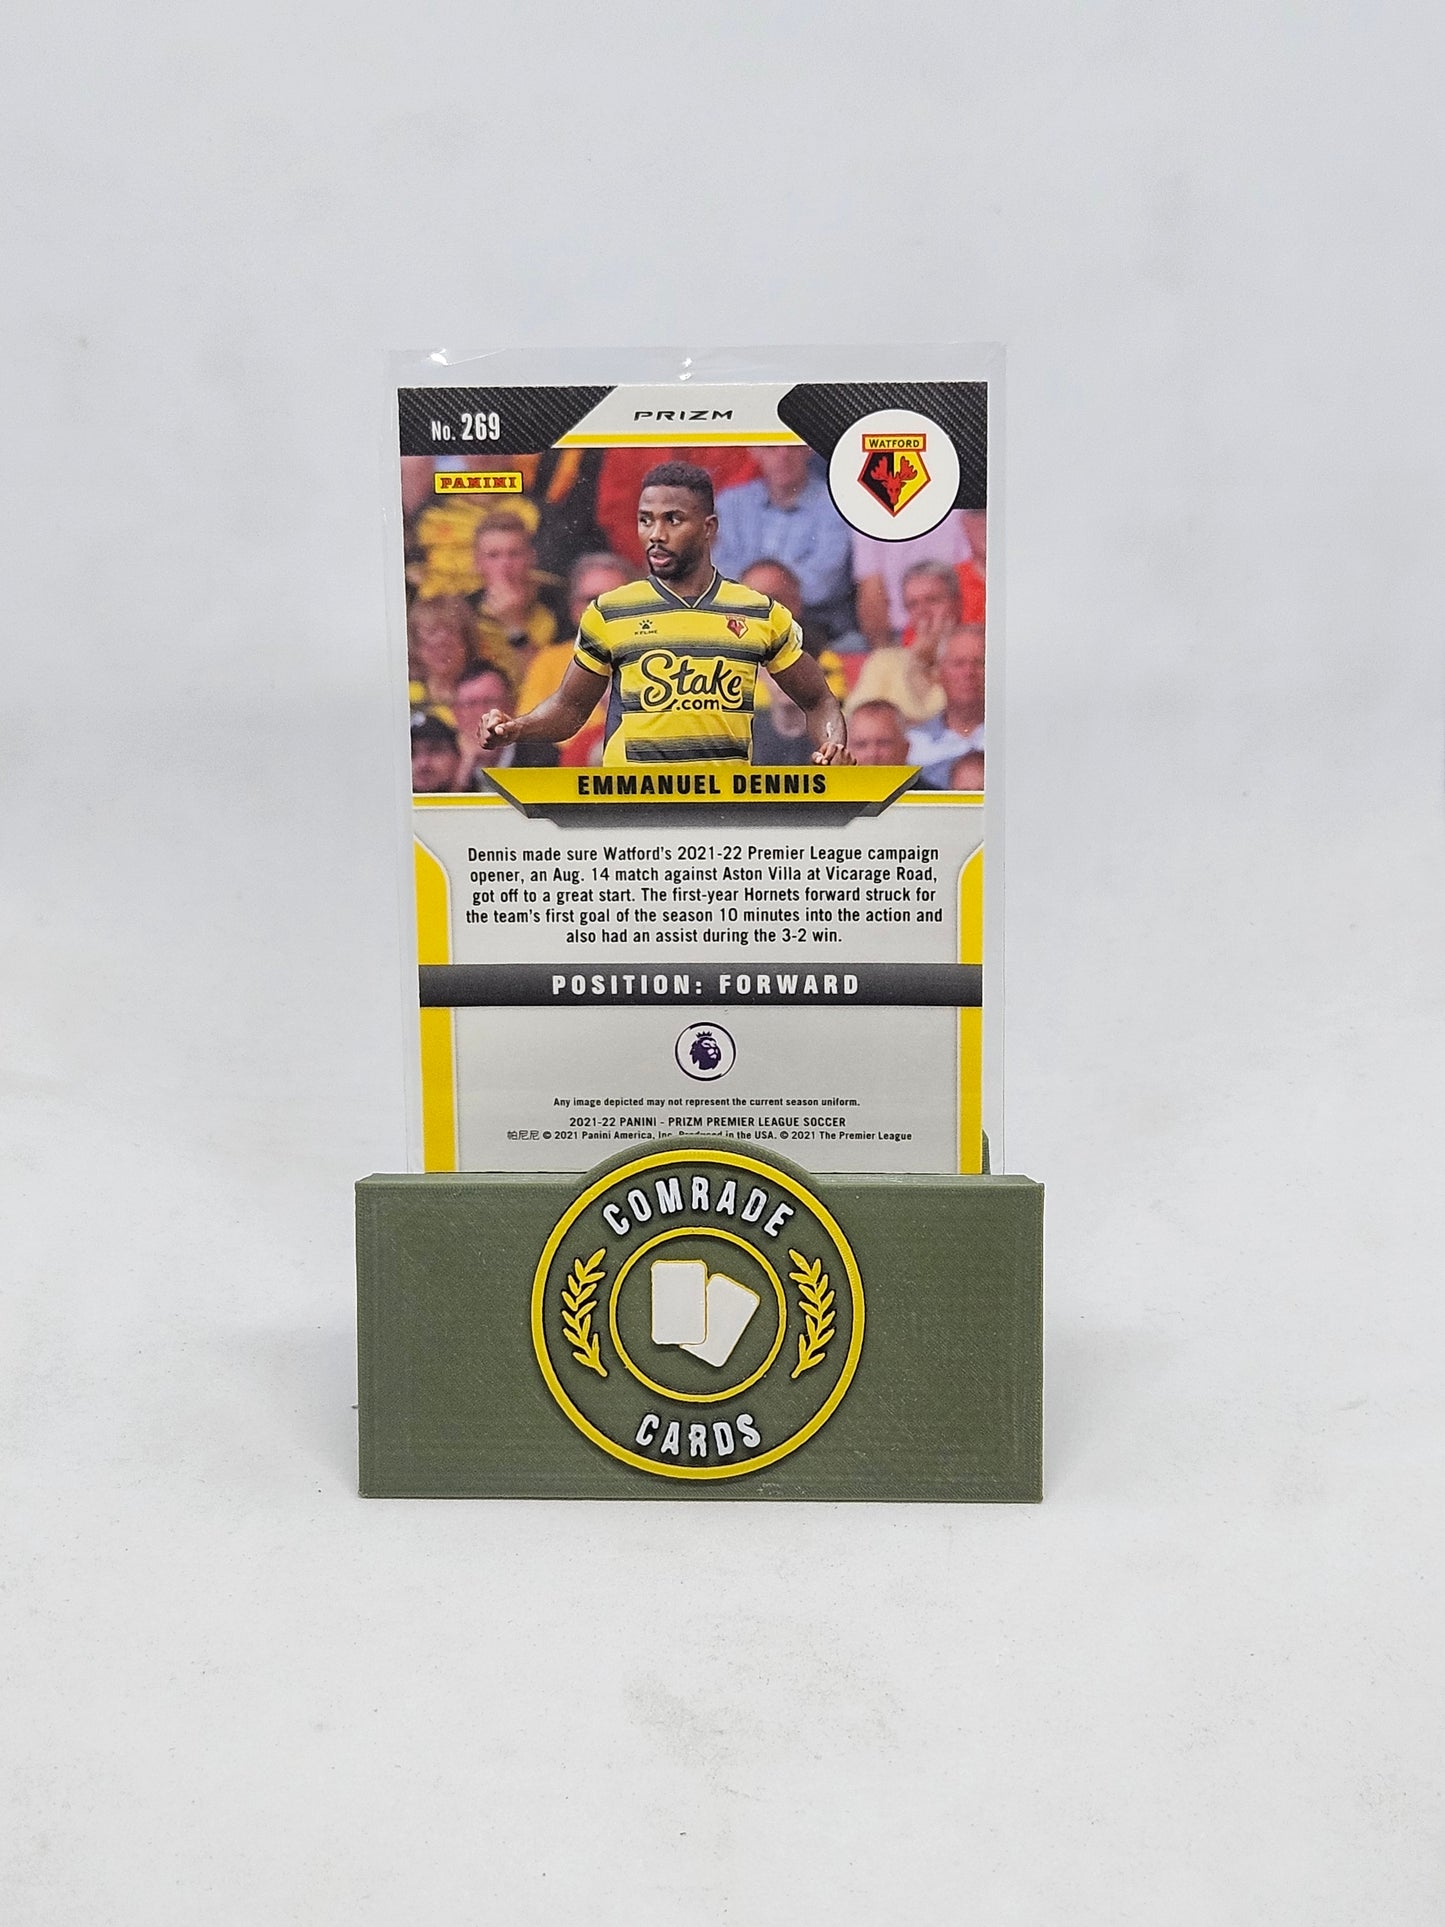 No. 269
PRIZM
WATFORD
PANINI
KELME
Stake
.com
EMMANUEL DENNIS
Dennis made sure Watford's 2021-22 Premier League campaign
opener, an Aug. 14 match against Aston Villa at Vicarage Road,
got off to a great start. The first-year Hornets forward struck for
the team's first goal of the season 10 minutes into the action and
also had an assist during the 3-2 win.
POSITION: FORWARD
Any image depicted may not represent the current season uniform.
2021-22 PANINI - PRIZM PREMIER LEAGUE SOCCER
帕尼尼 © 2021 Panini America, Inc. Produced in the USA. © 2021 The Premier League
COMRADE
CARDS